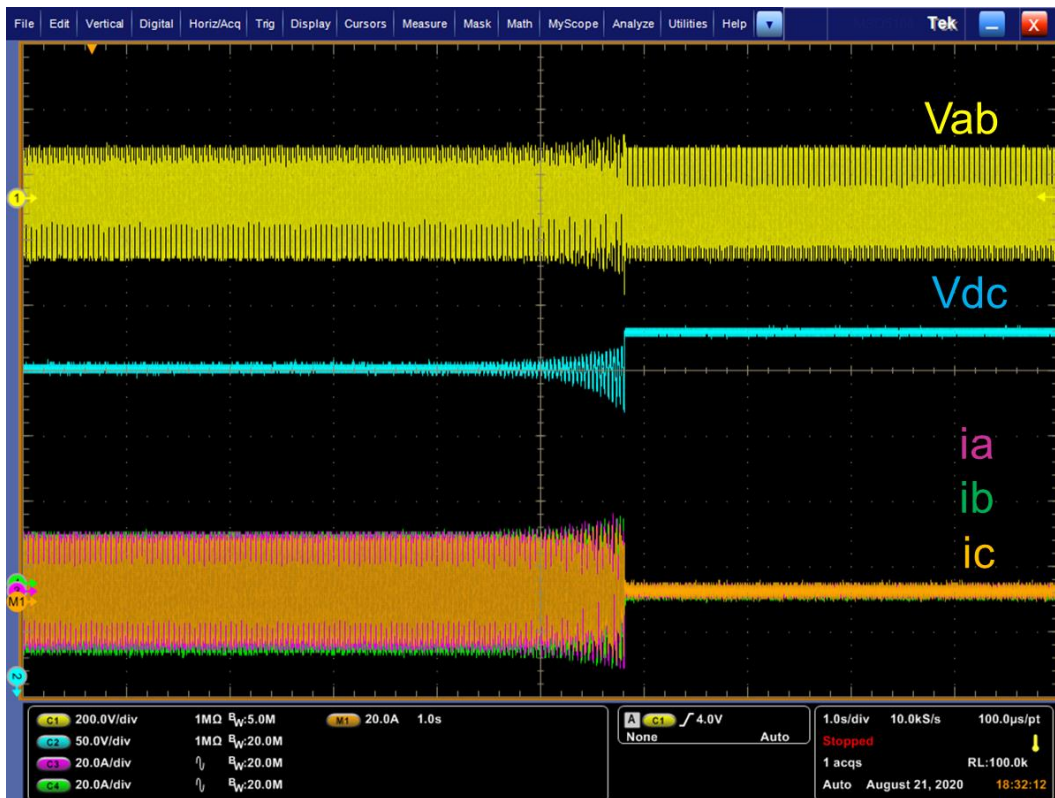 File Edit Vertical Digital Horiz/Acq Trig Display Cursors Measure Mask Math MyScope Analyze Utilities Help Tek
Vab
1
Vdc
ia
ib
ic
M1
2
C1 200.0V/div 1MΩ BW:5.0M M1 20.0A 1.0s
C2 50.0V/div 1MΩ BW:20.0M
C3 20.0A/div BW:20.0M
C4 20.0A/div BW:20.0M
A C1 4.0V
None Auto
1.0s/div 10.0kS/s 100.0µs/pt
Stopped
1 acqs RL:100.0k
Auto August 21, 2020 18:32:12